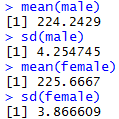 > mean(male)
[1] 224.2429
> sd(male)
[1] 4.254745
> mean(female)
[1] 225.6667
> sd(female)
[1] 3.866609